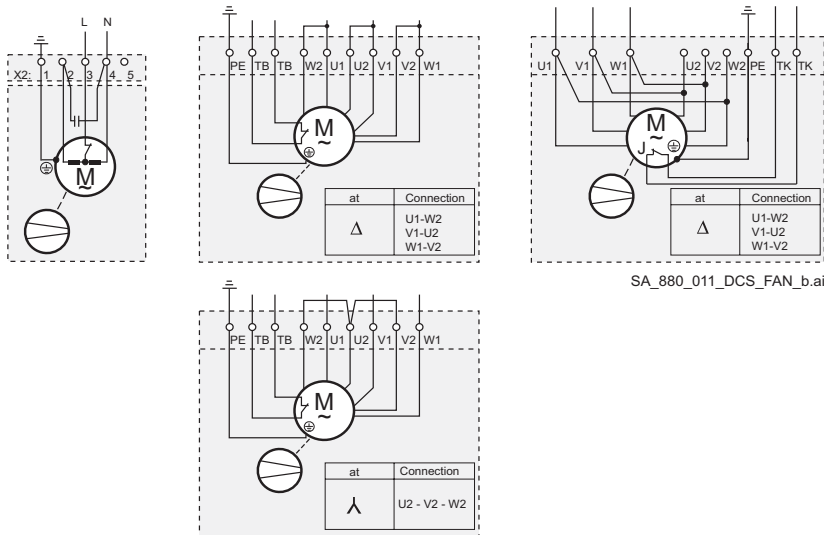 L N
X2: 1 2 3 4 5
M
~
PE TB TB W2 U1 U2 V1 V2 W1
M
~
at Connection
Δ U1-W2
V1-U2
W1-V2
U1 V1 W1 U2 V2 W2 PE TK TK
M
~
J
at Connection
Δ U1-W2
V1-U2
W1-V2
SA_880_011_DCS_FAN_b.ai
PE TB TB W2 U1 U2 V1 V2 W1
M
~
at Connection
U2 - V2 - W2